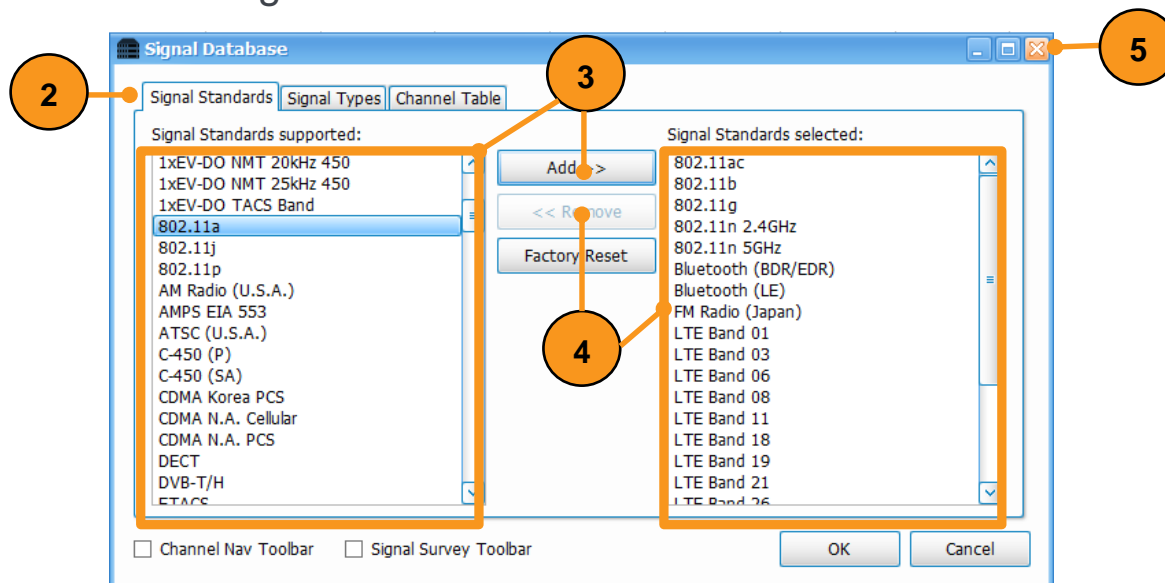 5
Signal Database
3
2
Signal Standards Signal Types Channel Table
Signal Standards supported:
1xEV-DO NMT 20kHz 450
1xEV-DO NMT 25kHz 450
1xEV-DO TACS Band
802.11a
802.11j
802.11p
AM Radio (U.S.A.)
AMPS EIA 553
ATSC (U.S.A.)
C-450 (P)
C-450 (SA)
CDMA Korea PCS
CDMA N.A. Cellular
CDMA N.A. PCS
DECT
DVB-T/H
ETACS
Add >>
<< Remove
Factory Reset
4
Signal Standards selected:
802.11ac
802.11b
802.11g
802.11n 2.4GHz
802.11n 5GHz
Bluetooth (BDR/EDR)
Bluetooth (LE)
FM Radio (Japan)
LTE Band 01
LTE Band 03
LTE Band 06
LTE Band 08
LTE Band 11
LTE Band 18
LTE Band 19
LTE Band 21
LTE Band 26
Channel Nav Toolbar Signal Survey Toolbar OK Cancel